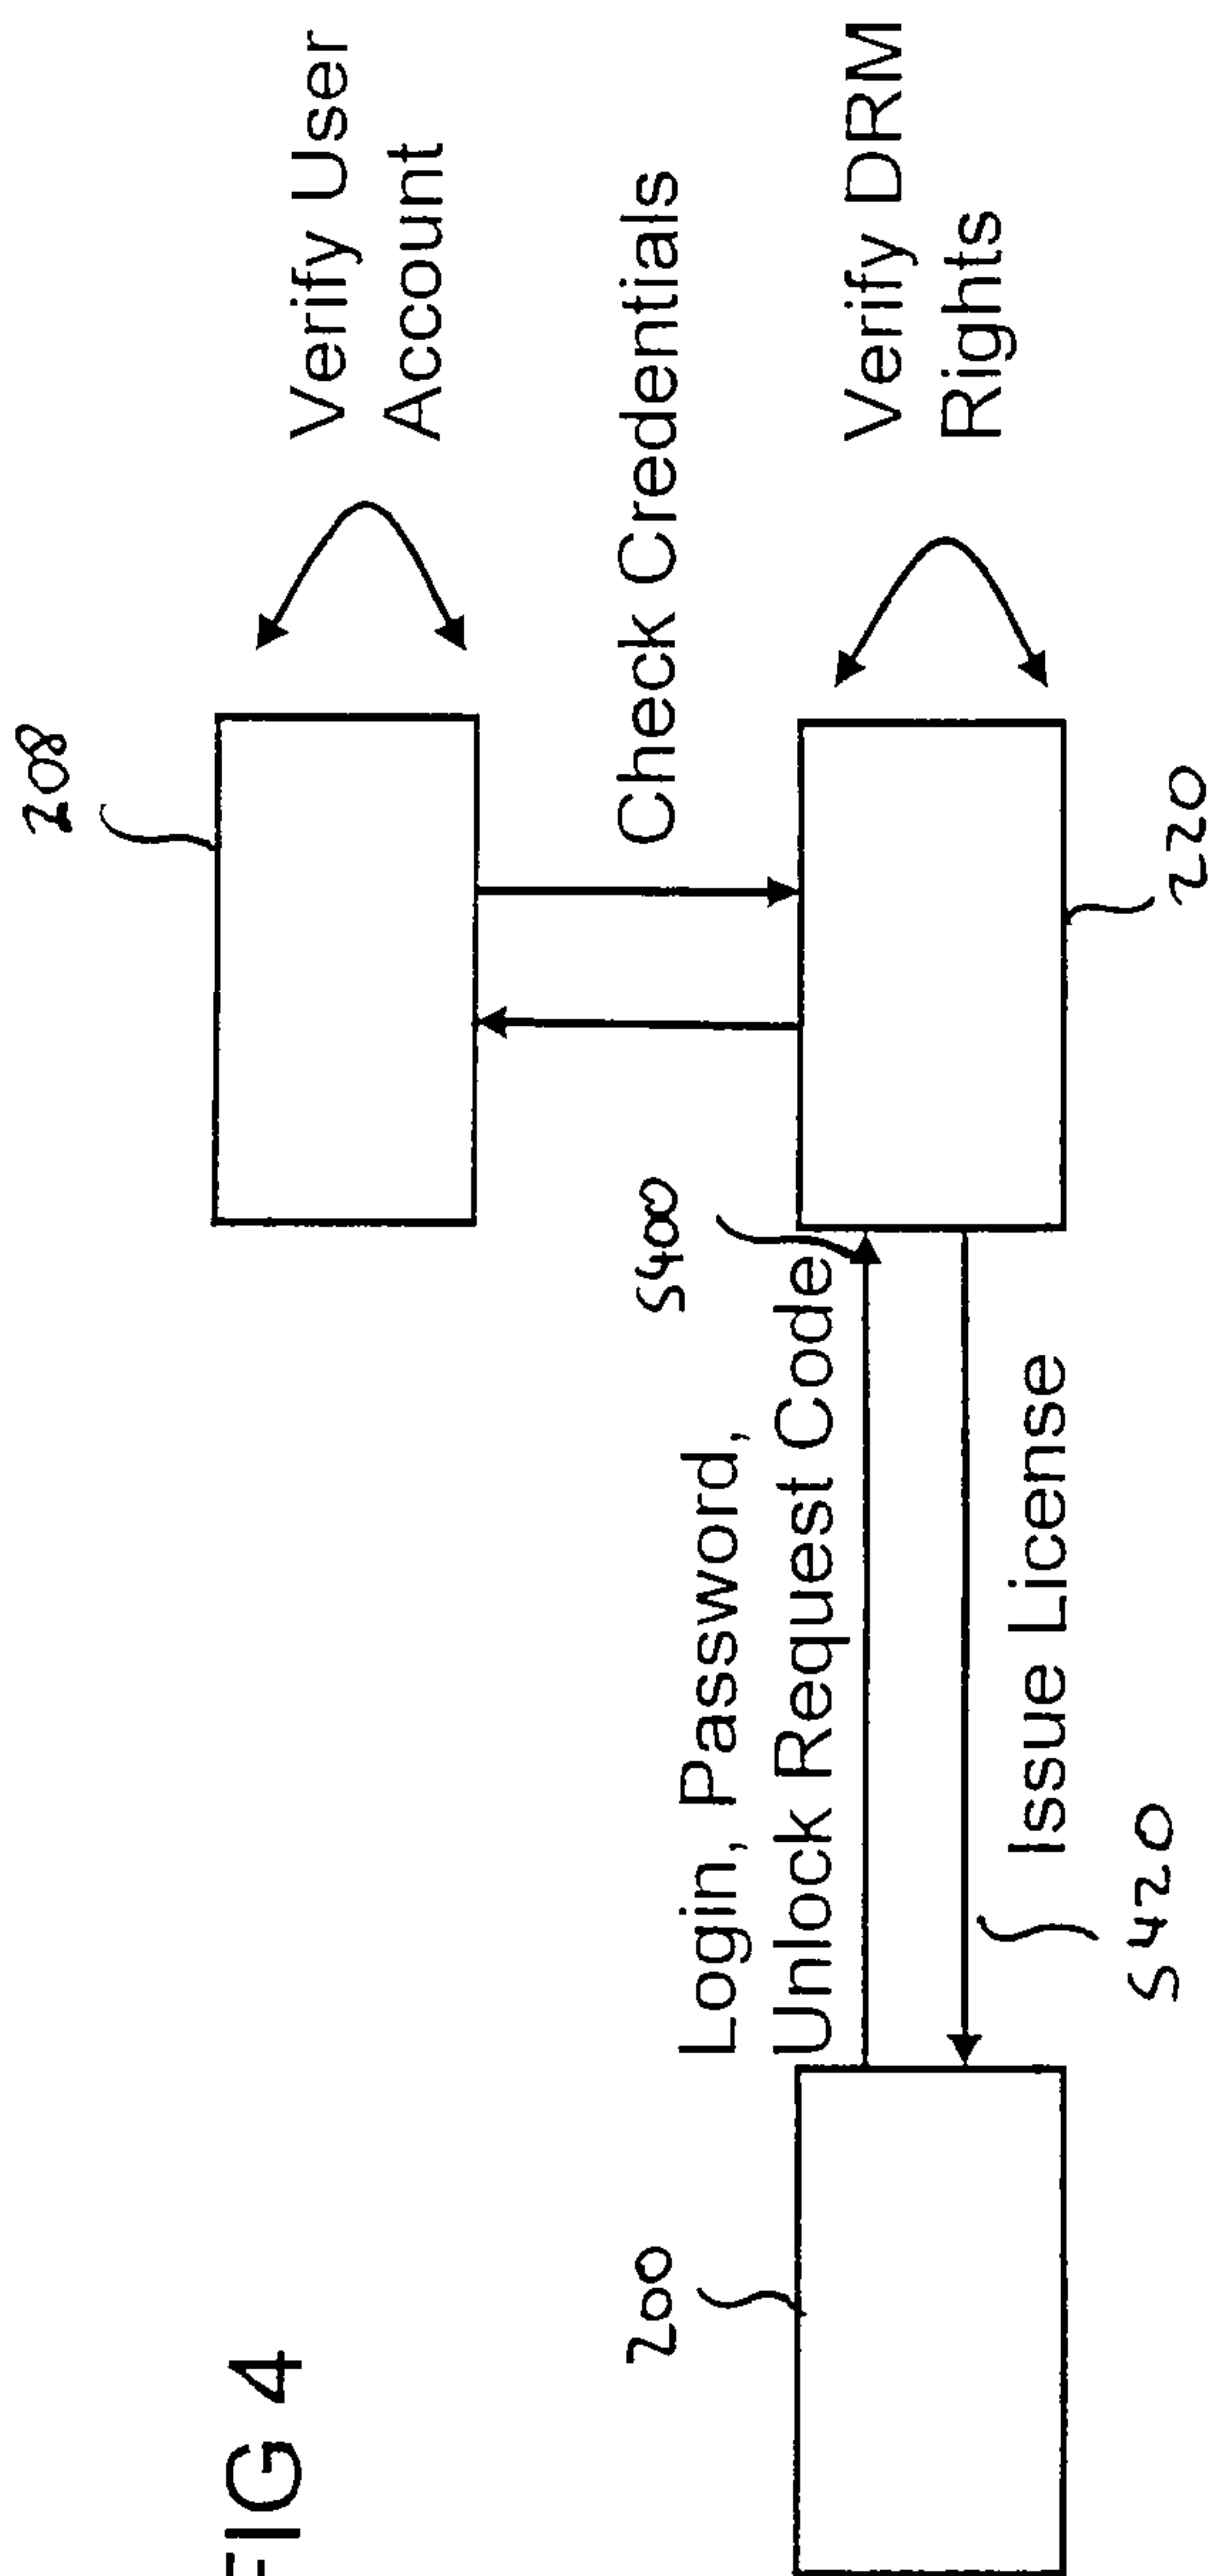 FIG 4
208
Verify User
Account
Check Credentials
S400
Login, Password,
Unlock Request Code
200
Verify DRM
Rights
Issue License
S420
220